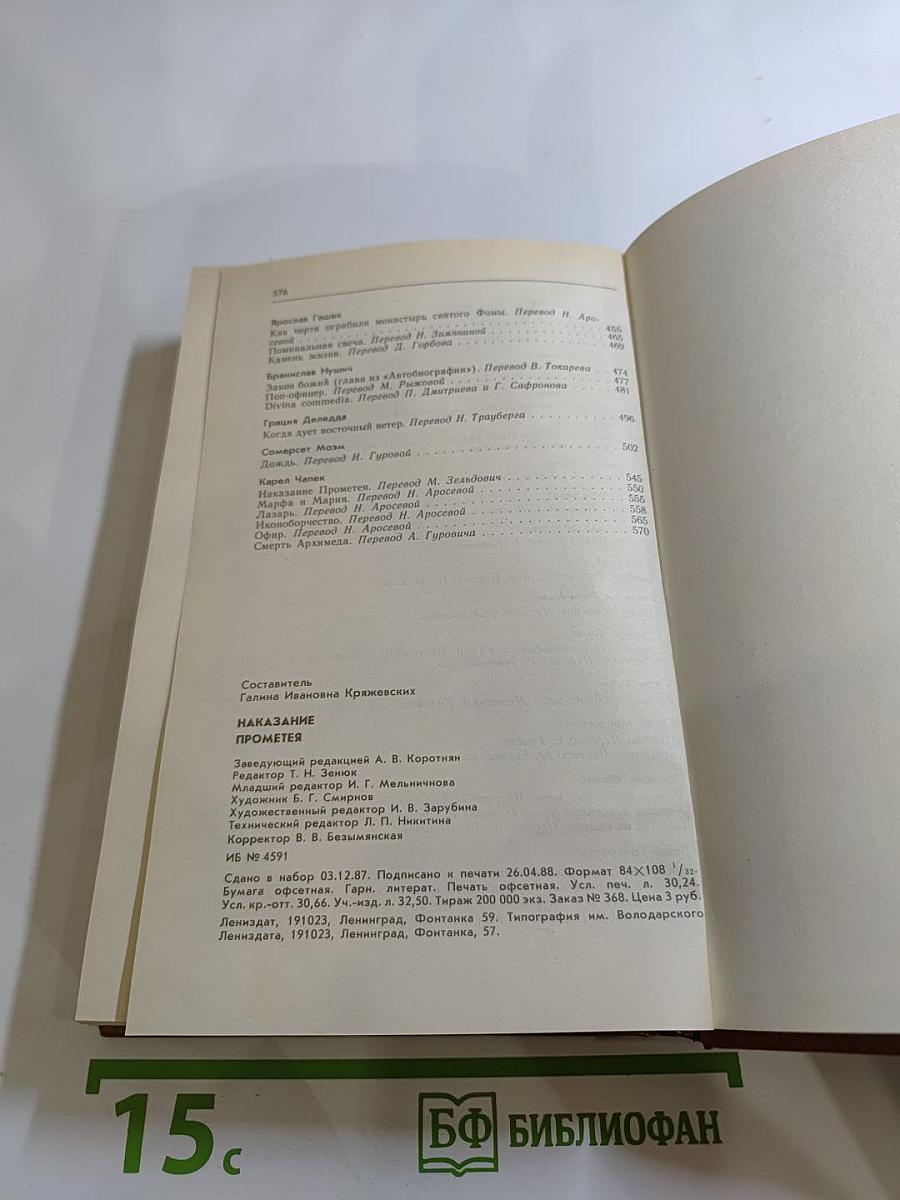 576
Ярослав Гашек
Как черти ограбили монастырь святого Фомы. Перевод Н. Аро-
севой . . . 455
Поминальная свеча. Перевод Н. Зимяниной . . . 465
Камень жизни. Перевод Д. Горбова . . . 469
Бранислав Нушич
Закон божий (глава из «Автобиографии»). Перевод В. Токарева . . . 474
Поп-офицер. Перевод М. Рыжовой . . . 477
Divina commedia. Перевод П. Дмитриева и Г. Сафронова . . . 481
Грация Деледда
Когда дует восточный ветер. Перевод Н. Трауберга . . . 496
Сомерсет Моэм
Дождь. Перевод И. Гуровой . . . 502
Карел Чапек
Наказание Прометея. Перевод М. Зельдович . . . 545
Марфа и Мария. Перевод Н. Аросевой . . . 550
Лазарь. Перевод Н. Аросевой . . . 555
Иконоборчество. Перевод Н. Аросевой . . . 558
Офир. Перевод Н. Аросевой . . . 565
Смерть Архимеда. Перевод А. Гуровича . . . 570
Составитель
Галина Ивановна Кряжевских
НАКАЗАНИЕ
ПРОМЕТЕЯ
Заведующий редакцией А. В. Коротнян
Редактор Т. Н. Зенюк
Младший редактор И. Г. Мельничнова
Художник Б. Г. Смирнов
Художественный редактор И. В. Зарубина
Технический редактор Л. П. Никитина
Корректор В. В. Безымянская
ИБ № 4591
Сдано в набор 03.12.87. Подписано к печати 26.04.88. Формат 84×108 1/32.
Бумага офсетная. Гарн. литерат. Печать офсетная. Усл. печ. л. 30,24.
Усл. кр.-отт. 30,66. Уч.-изд. л. 32,50. Тираж 200 000 экз. Заказ № 368. Цена 3 руб.
Лениздат, 191023, Ленинград, Фонтанка 59. Типография им. Володарского
Лениздата, 191023, Ленинград, Фонтанка, 57.
15 с
БФ БИБЛИОФАН